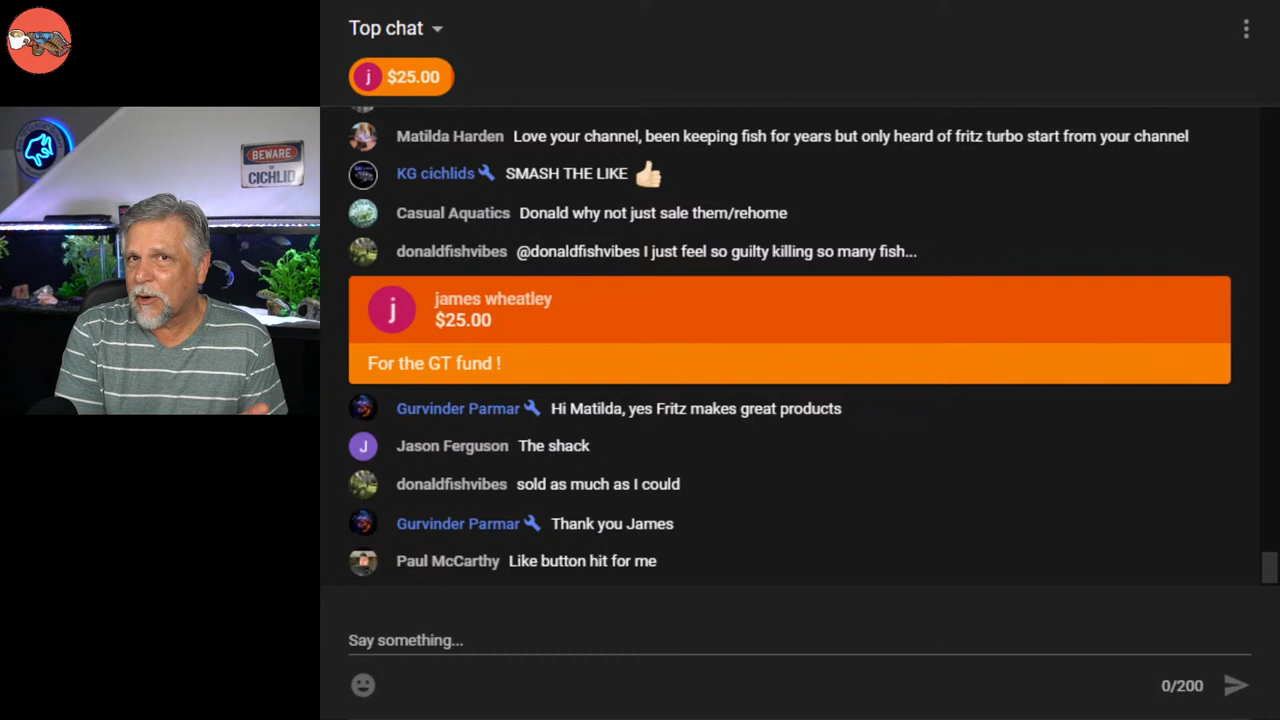 Top chat
j $25.00
BEWARE
OF
CICHLID
Matilda Harden Love your channel, been keeping fish for years but only heard of fritz turbo start from your channel
KG cichlids SMASH THE LIKE 👍🏻
Casual Aquatics Donald why not just sale them/rehome
donaldfishvibes @donaldfishvibes I just feel so guilty killing so many fish...
j james wheatley
$25.00
For the GT fund !
Gurvinder Parmar Hi Matilda, yes Fritz makes great products
J Jason Ferguson The shack
donaldfishvibes sold as much as I could
Gurvinder Parmar Thank you James
Paul McCarthy Like button hit for me
Say something...
0/200